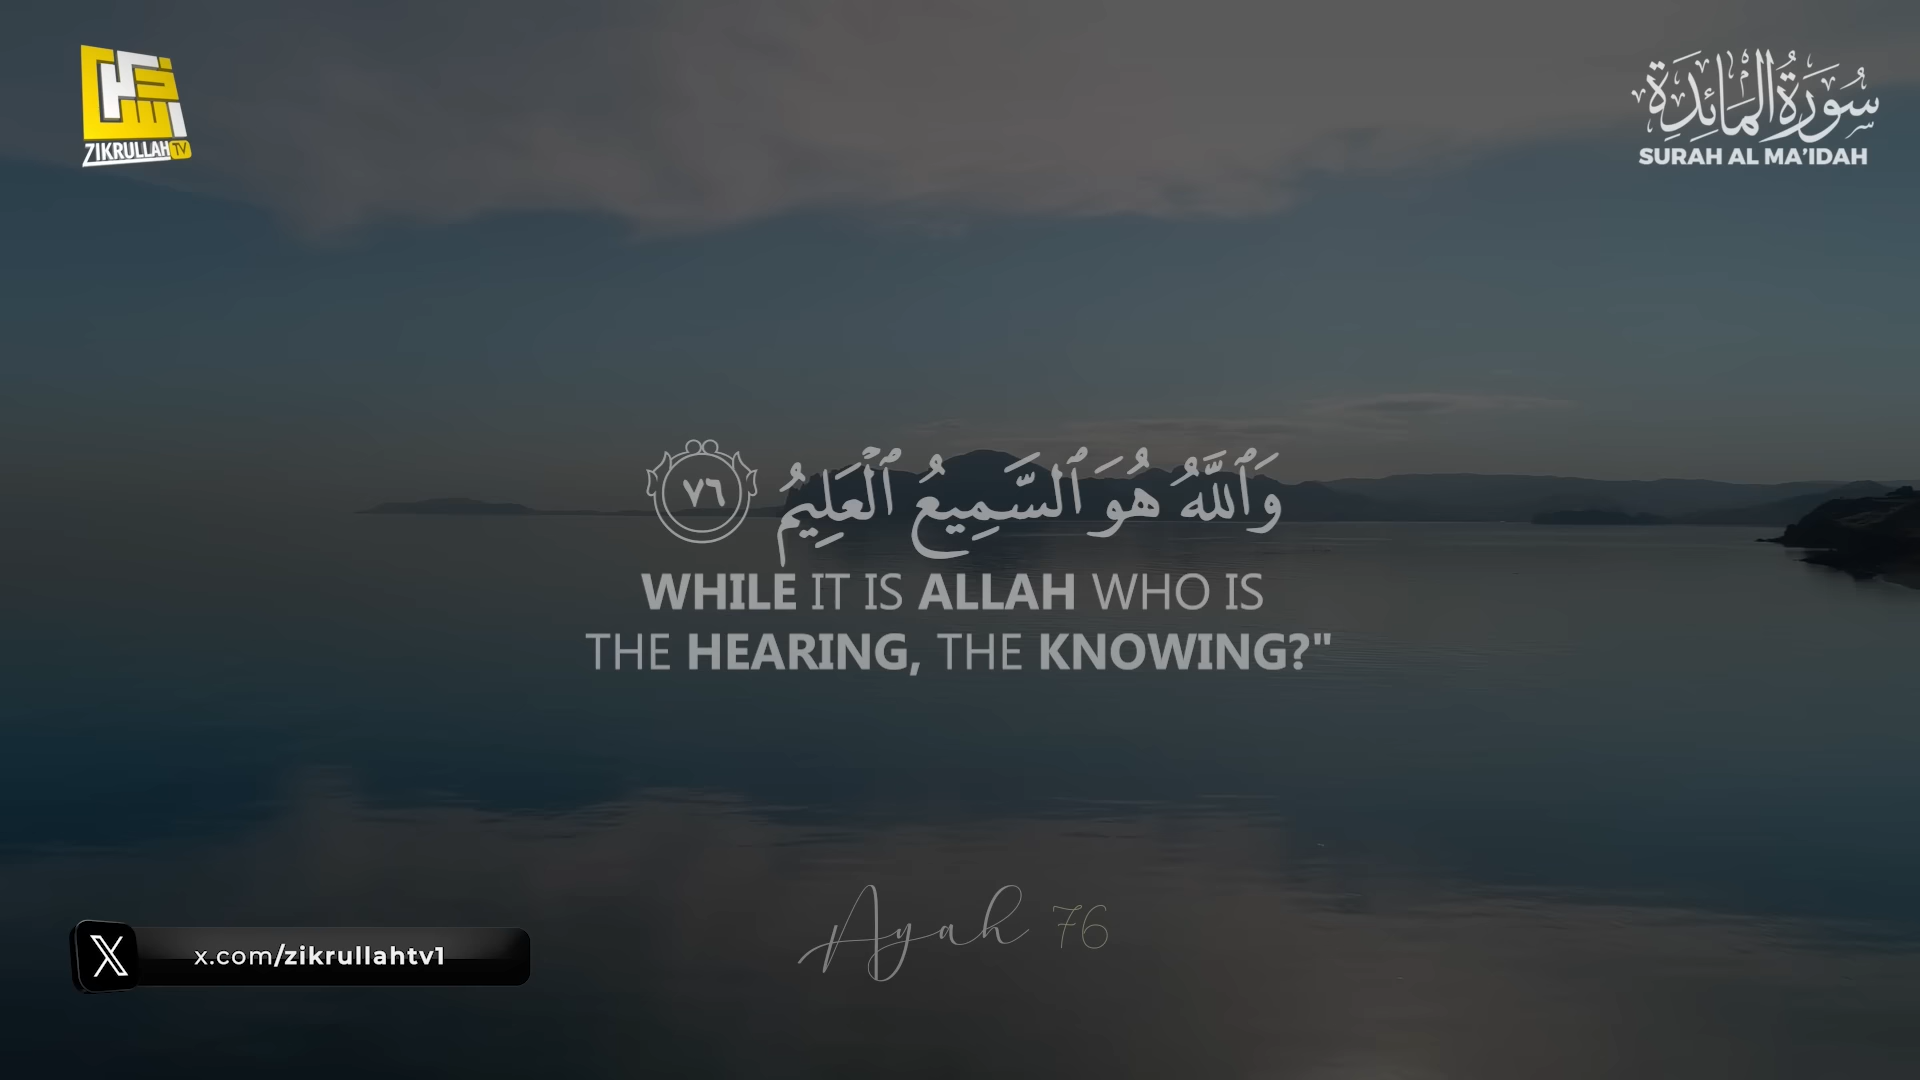 ZIKRULLAH TV
سُورَةُ المَائِدَةِ
SURAH AL MA'IDAH
وَٱللَّهُ هُوَ ٱلسَّمِيعُ ٱلْعَلِيمُ ٧٦
WHILE IT IS ALLAH WHO IS
THE HEARING, THE KNOWING?"
Ayah 76
x.com/zikrullahtv1